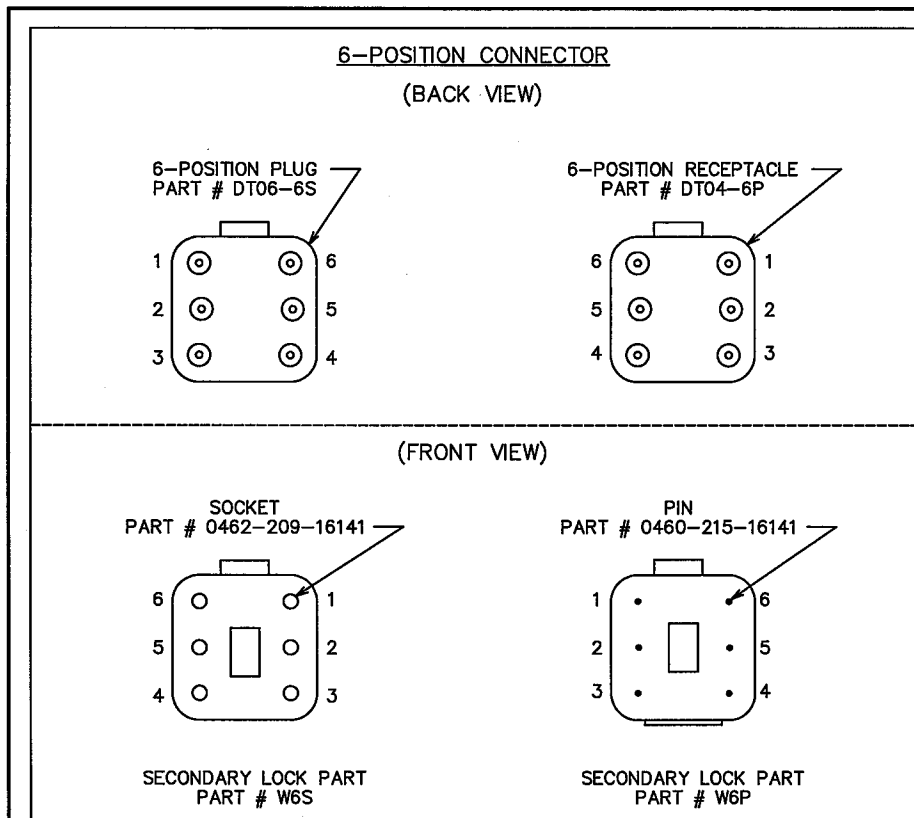 6-POSITION CONNECTOR
(BACK VIEW)
6-POSITION PLUG
PART # DT06-6S
1 6
2 5
3 4
6-POSITION RECEPTACLE
PART # DT04-6P
6 1
5 2
4 3
(FRONT VIEW)
SOCKET
PART # 0462-209-16141
6 1
5 2
4 3
SECONDARY LOCK PART
PART # W6S
PIN
PART # 0460-215-16141
1 6
2 5
3 4
SECONDARY LOCK PART
PART # W6P